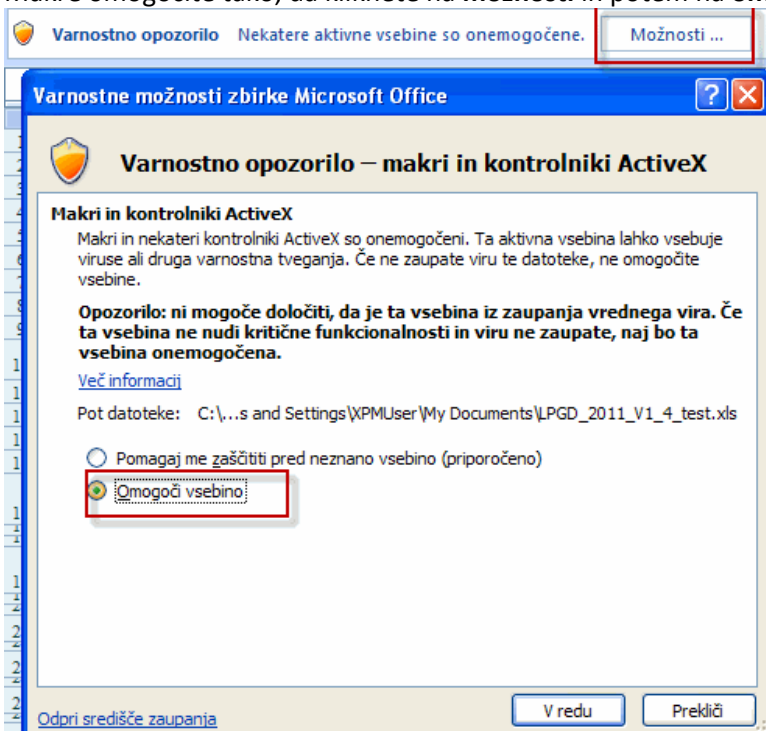 Varnostno opozorilo Nekatere aktivne vsebine so onemogočene. Možnosti ...
Varnostne možnosti zbirke Microsoft Office
Varnostno opozorilo – makri in kontrolniki ActiveX
Makri in kontrolniki ActiveX
Makri in nekateri kontrolniki ActiveX so onemogočeni. Ta aktivna vsebina lahko vsebuje
viruse ali druga varnostna tveganja. Če ne zaupate viru te datoteke, ne omogočite
vsebine.
Opozorilo: ni mogoče določiti, da je ta vsebina iz zaupanja vrednega vira. Če
ta vsebina ne nudi kritične funkcionalnosti in viru ne zaupate, naj bo ta
vsebina onemogočena.
Več informacij
Pot datoteke: C:\...s and Settings\XPMUser\My Documents\LPGD_2011_V1_4_test.xls
Pomagaj me zaščititi pred neznano vsebino (priporočeno)
Omogoči vsebino
Odpri središče zaupanja
V redu Prekliči